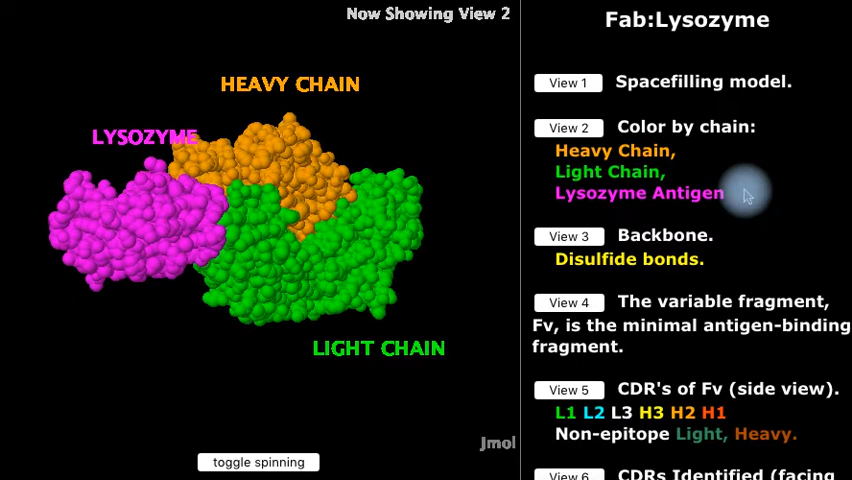 Now Showing View 2
HEAVY CHAIN
LYSOZYME
LIGHT CHAIN
Jmol
toggle spinning
Fab:Lysozyme
View 1 Spacefilling model.
View 2 Color by chain:
Heavy Chain,
Light Chain,
Lysozyme Antigen
View 3 Backbone.
Disulfide bonds.
View 4 The variable fragment,
Fv, is the minimal antigen-binding
fragment.
View 5 CDR's of Fv (side view).
L1 L2 L3 H3 H2 H1
Non-epitope Light, Heavy.
View 6 CDRs Identified (facing